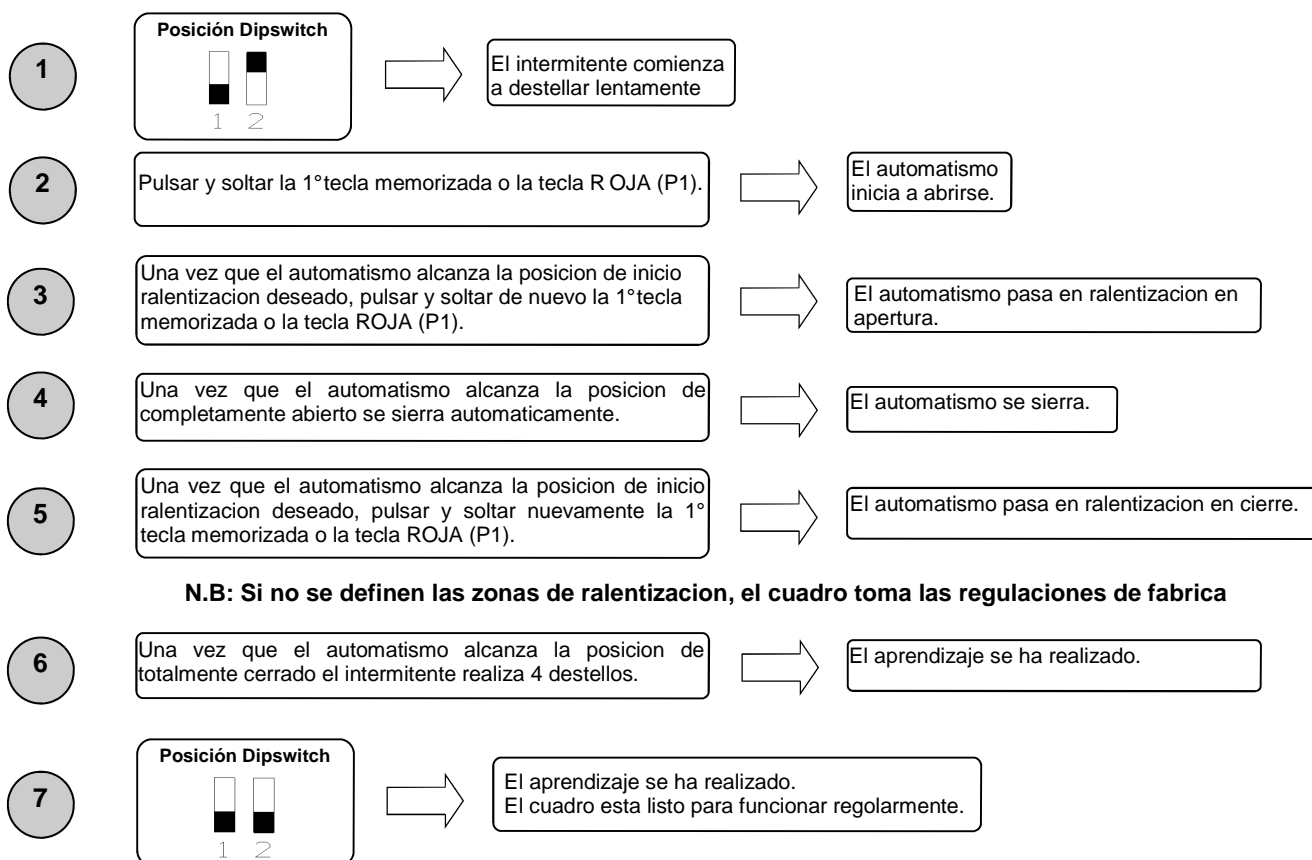 1
Posición Dipswitch
1 2
El intermitente comienza
a destellar lentamente
2
Pulsar y soltar la 1° tecla memorizada o la tecla R OJA (P1).
El automatismo
inicia a abrirse.
3
Una vez que el automatismo alcanza la posicion de inicio
ralentizacion deseado, pulsar y soltar de nuevo la 1° tecla
memorizada o la tecla ROJA (P1).
El automatismo pasa en ralentizacion en
apertura.
4
Una vez que el automatismo alcanza la posicion de
completamente abierto se sierra automaticamente.
El automatismo se sierra.
5
Una vez que el automatismo alcanza la posicion de inicio
ralentizacion deseado, pulsar y soltar nuevamente la 1°
tecla memorizada o la tecla ROJA (P1).
El automatismo pasa en ralentizacion en cierre.
N.B: Si no se definen las zonas de ralentizacion, el cuadro toma las regulaciones de fabrica
6
Una vez que el automatismo alcanza la posicion de
totalmente cerrado el intermitente realiza 4 destellos.
El aprendizaje se ha realizado.
7
Posición Dipswitch
1 2
El aprendizaje se ha realizado.
El cuadro esta listo para funcionar regolarmente.